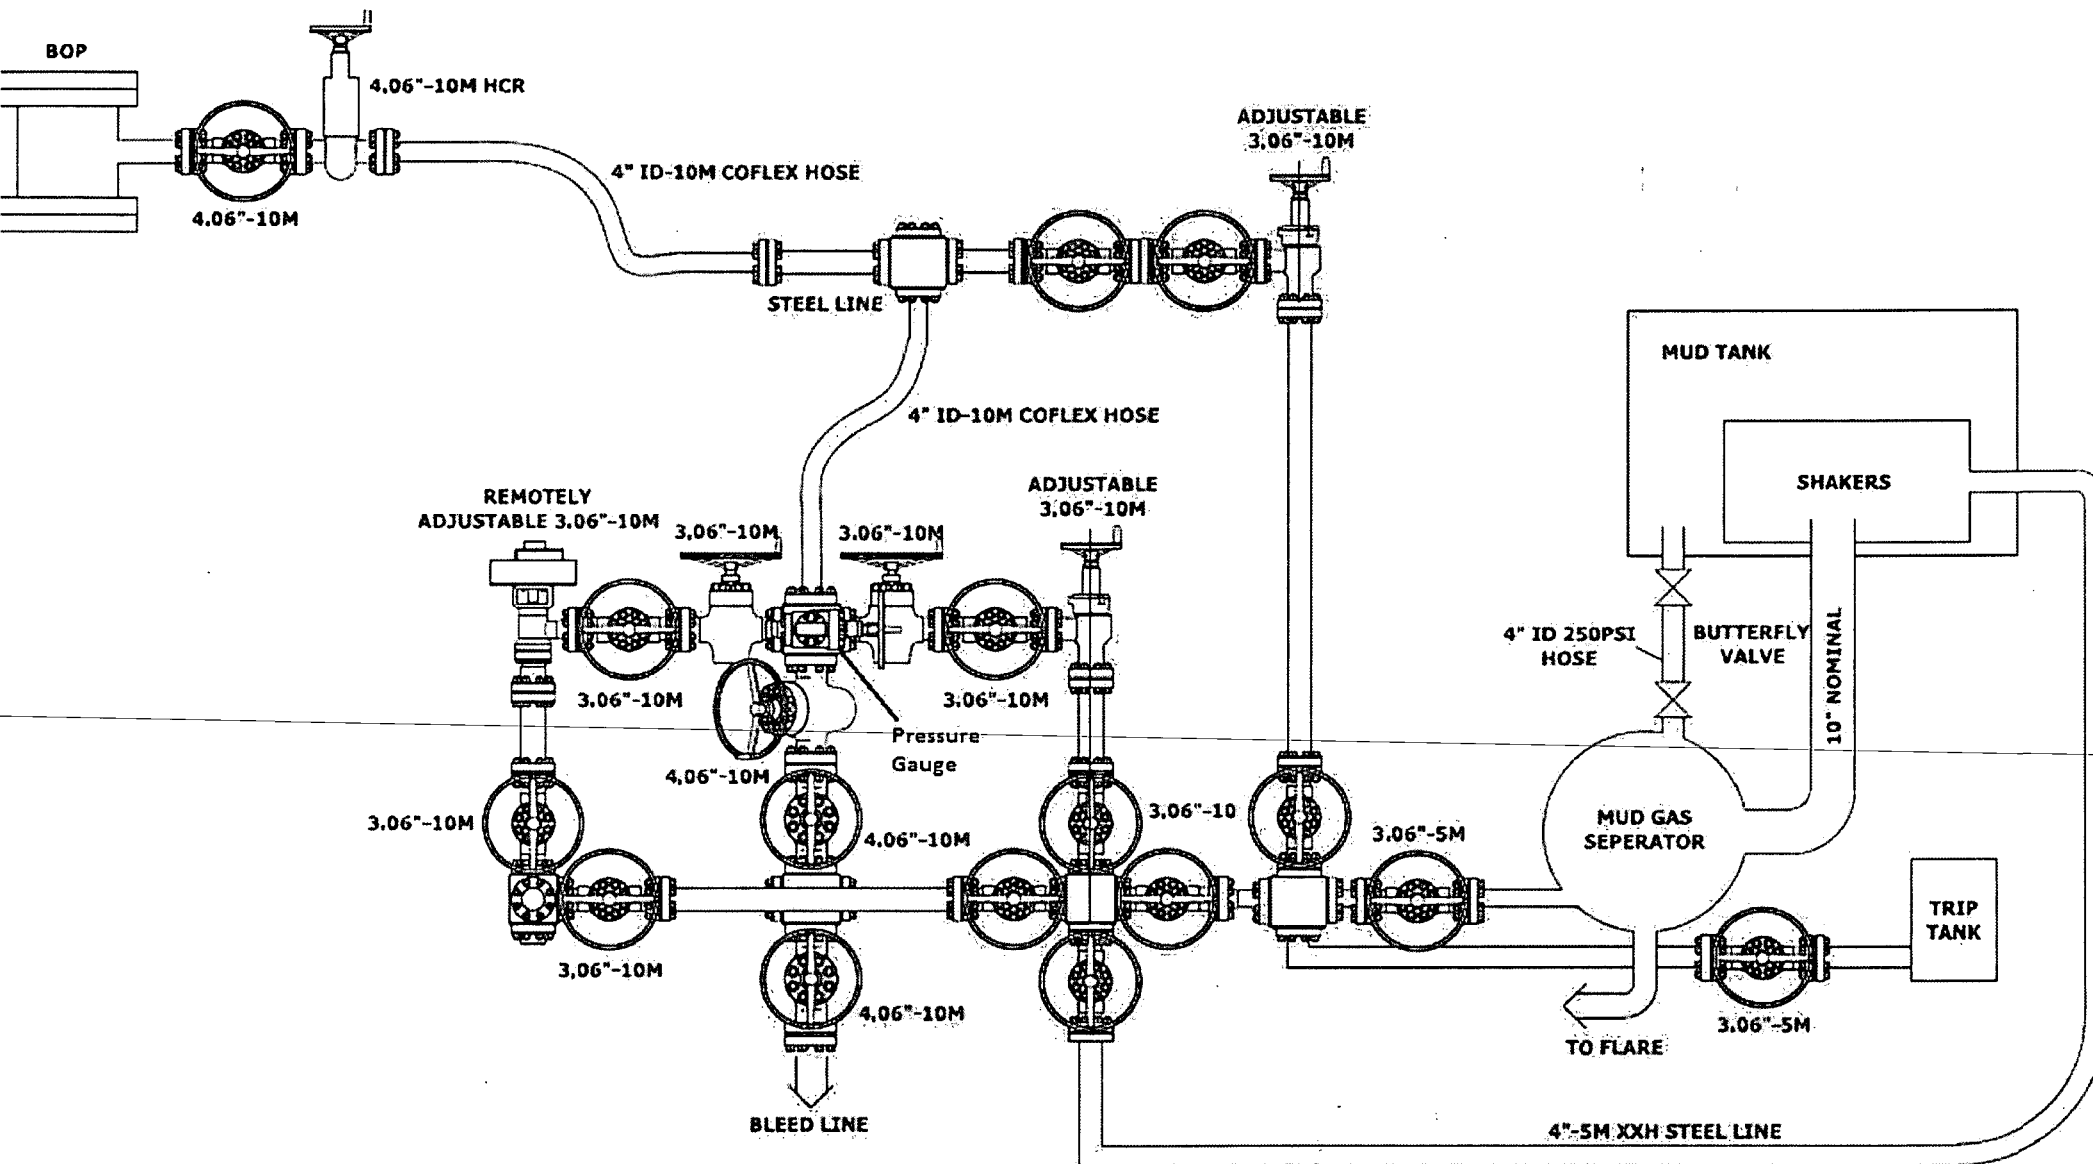 BOP
4.06"-10M HCR
4.06"-10M
4" ID-10M COFLEX HOSE
ADJUSTABLE
3.06"-10M
STEEL LINE
MUD TANK
4" ID-10M COFLEX HOSE
SHAKERS
REMOTELY
ADJUSTABLE 3.06"-10M
3.06"-10M
3.06"-10M
ADJUSTABLE
3.06"-10M
4" ID 250PSI
HOSE
BUTTERFLY
VALVE
10" NOMINAL
3.06"-10M
3.06"-10M
Pressure
Gauge
4.06"-10M
3.06"-10M
4.06"-10M
3.06"-10
3.06"-5M
MUD GAS
SEPERATOR
TRIP
TANK
3.06"-10M
4.06"-10M
3.06"-5M
TO FLARE
BLEED LINE
4"-5M XXH STEEL LINE